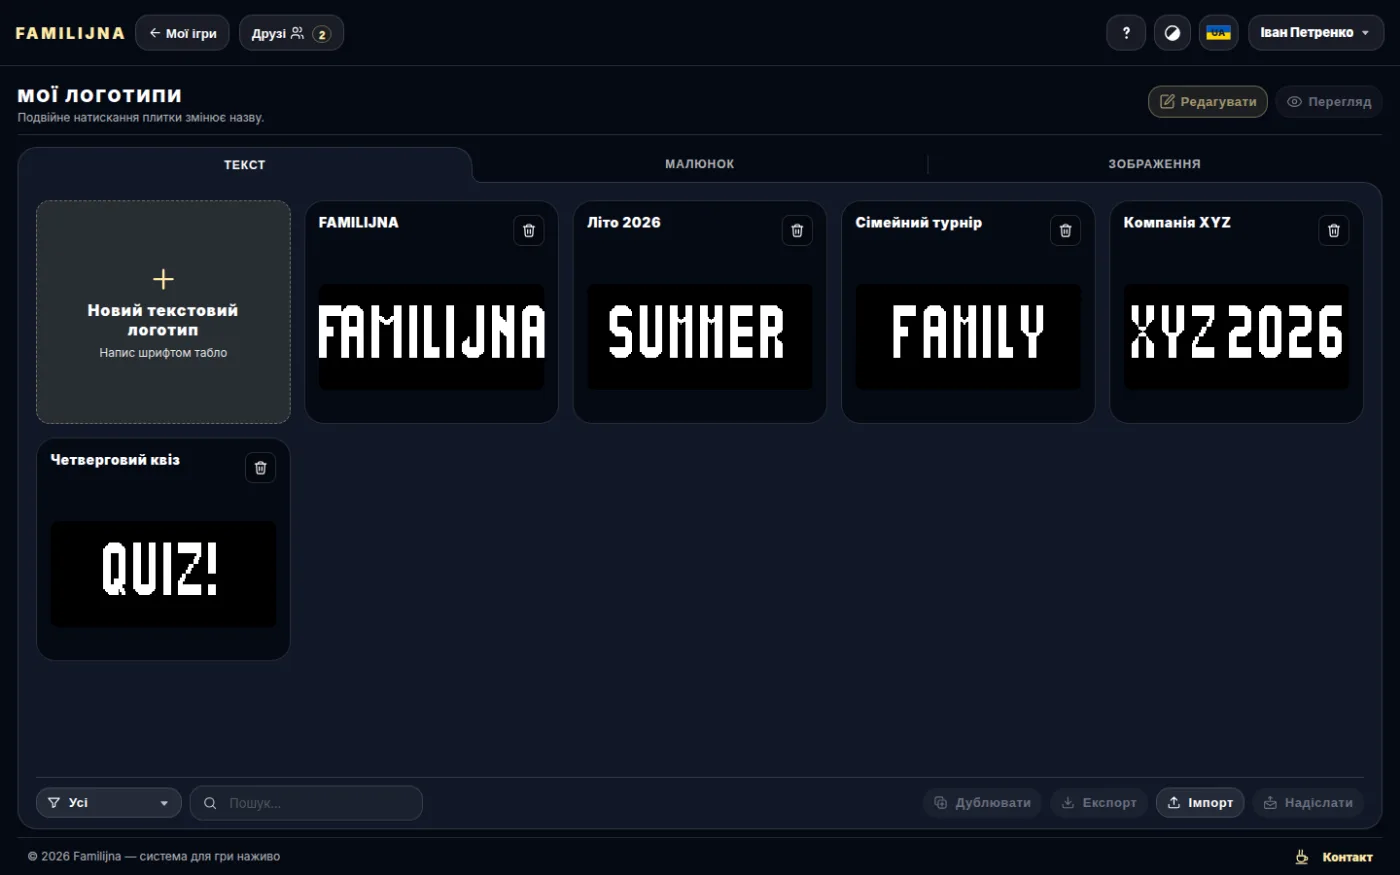 FAMILIJNA
← Мої ігри
Друзі 2
?
UA
Іван Петренко
МОЇ ЛОГОТИПИ
Подвійне натискання плитки змінює назву.
Редагувати
Перегляд
ТЕКСТ
МАЛЮНОК
ЗОБРАЖЕННЯ
Новий текстовий
логотип
Напис шрифтом табло
FAMILIJNA
FAMILIJNA
Літо 2026
SUMMER
Сімейний турнір
FAMILY
Компанія XYZ
XYZ 2026
Четверговий квіз
QUIZ!
Усі
Пошук...
Дублювати
Експорт
Імпорт
Надіслати
© 2026 Familijna — система для гри наживо
Контакт